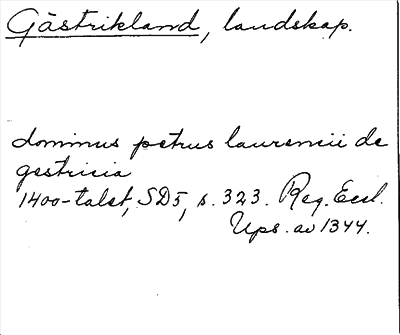 Gästrikland, landskap.
dominus petrus laurencii de
gestricia
1400-talet, SD5, s. 323. Reg. Eccl.
Ups. av 1344.